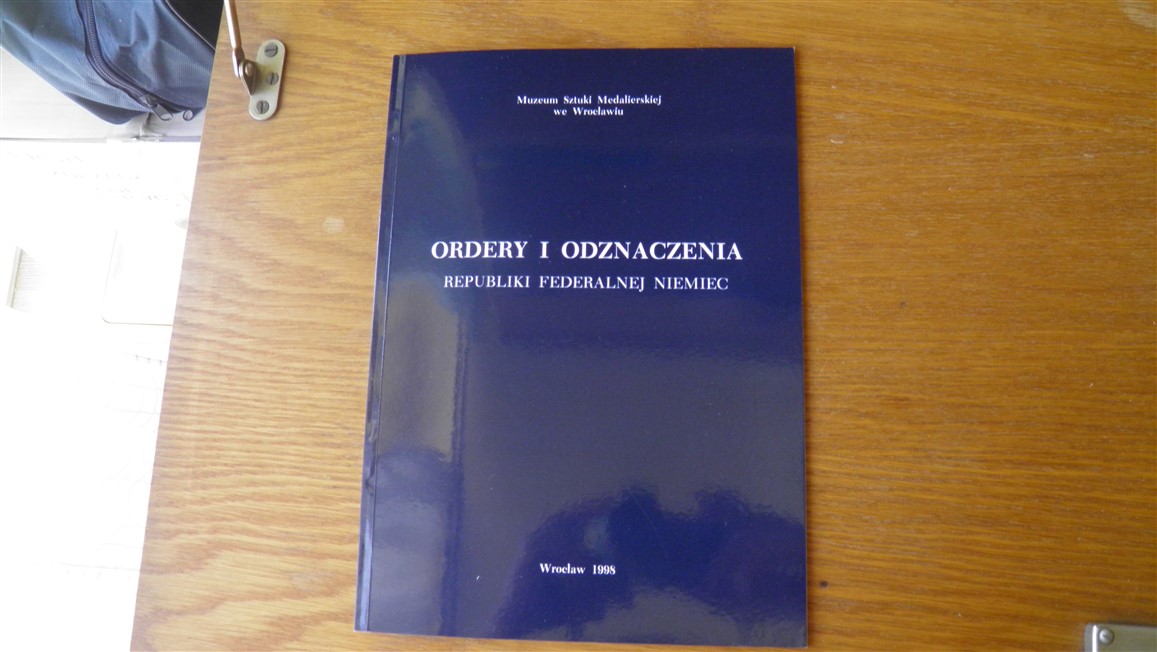 Muzeum Sztuki Medalierskiej
we Wrocławiu
ORDERY I ODZNACZENIA
REPUBLIKI FEDERALNEJ NIEMIEC
Wrocław 1998